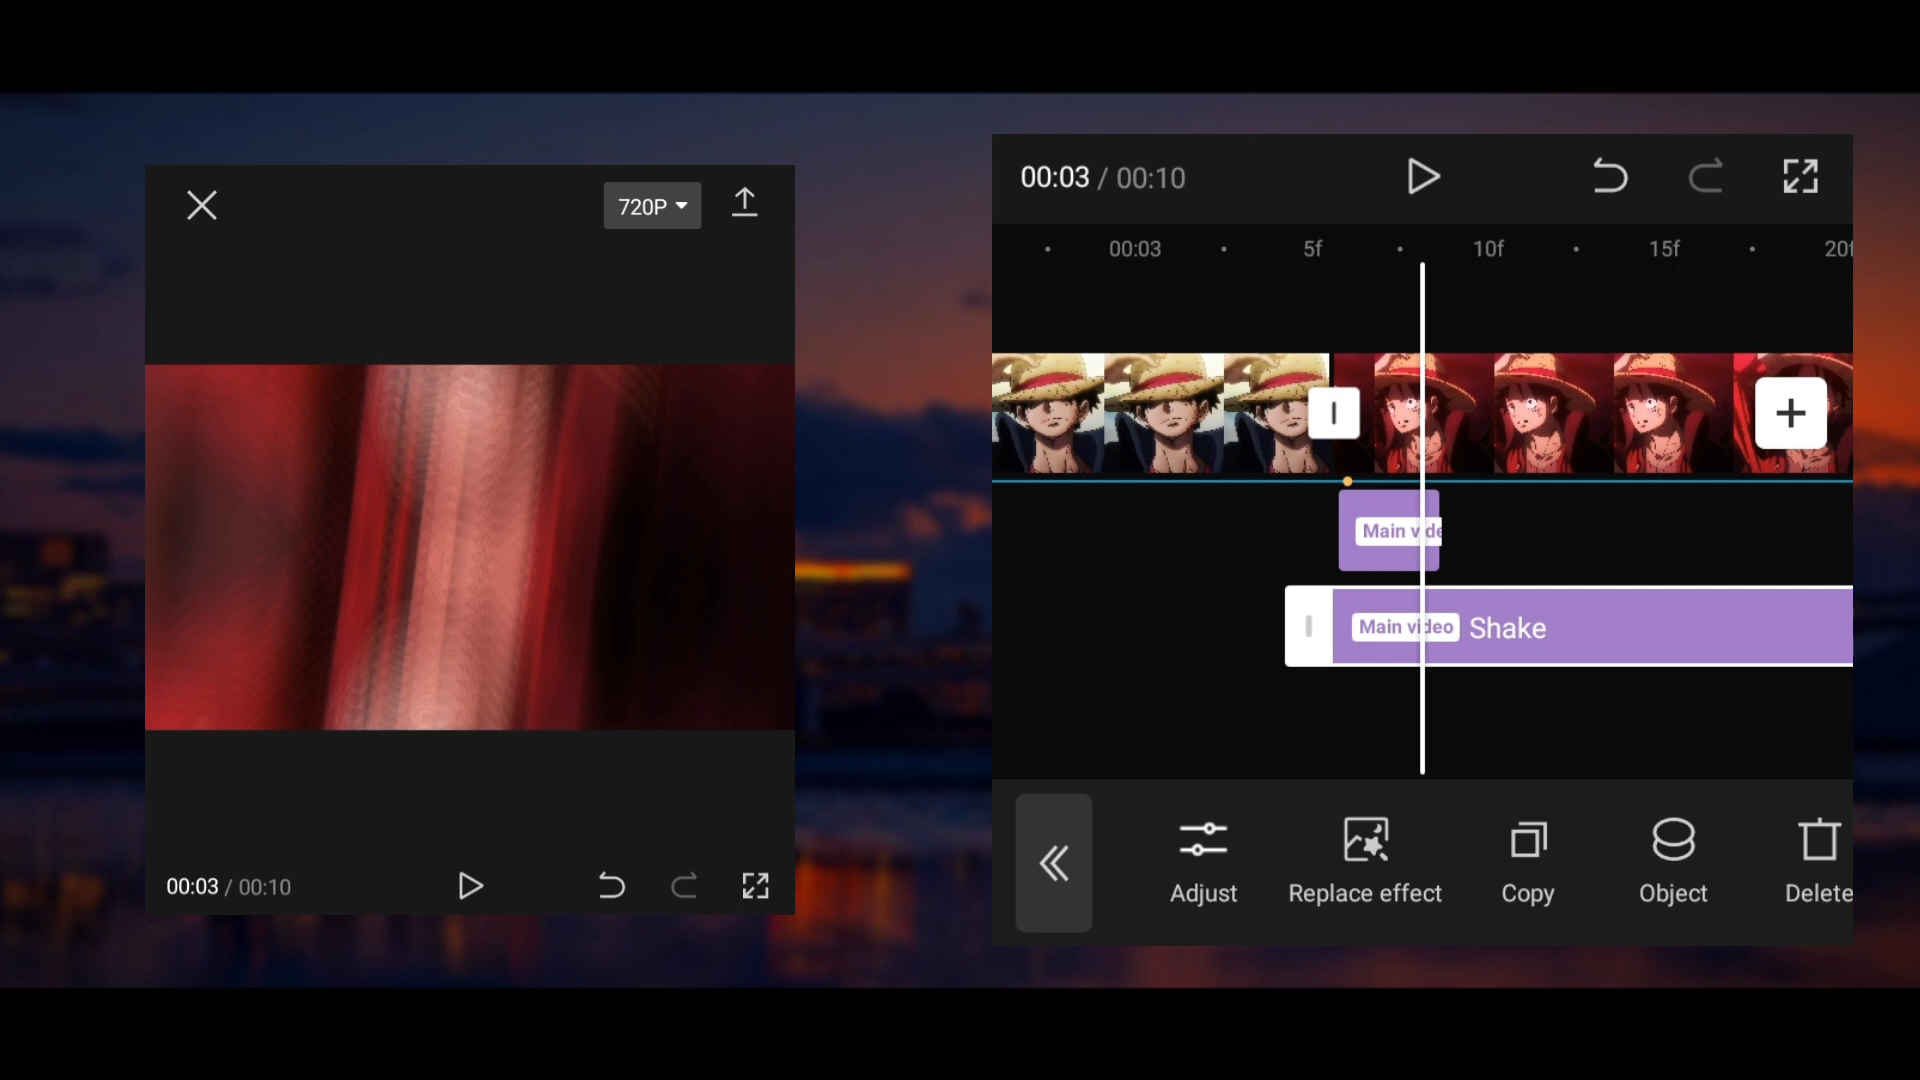 720P
00:03 / 00:10
00:03 / 00:10
00:03 5f 10f 15f 20f
Main vide
Main video Shake
Adjust Replace effect Copy Object Delete